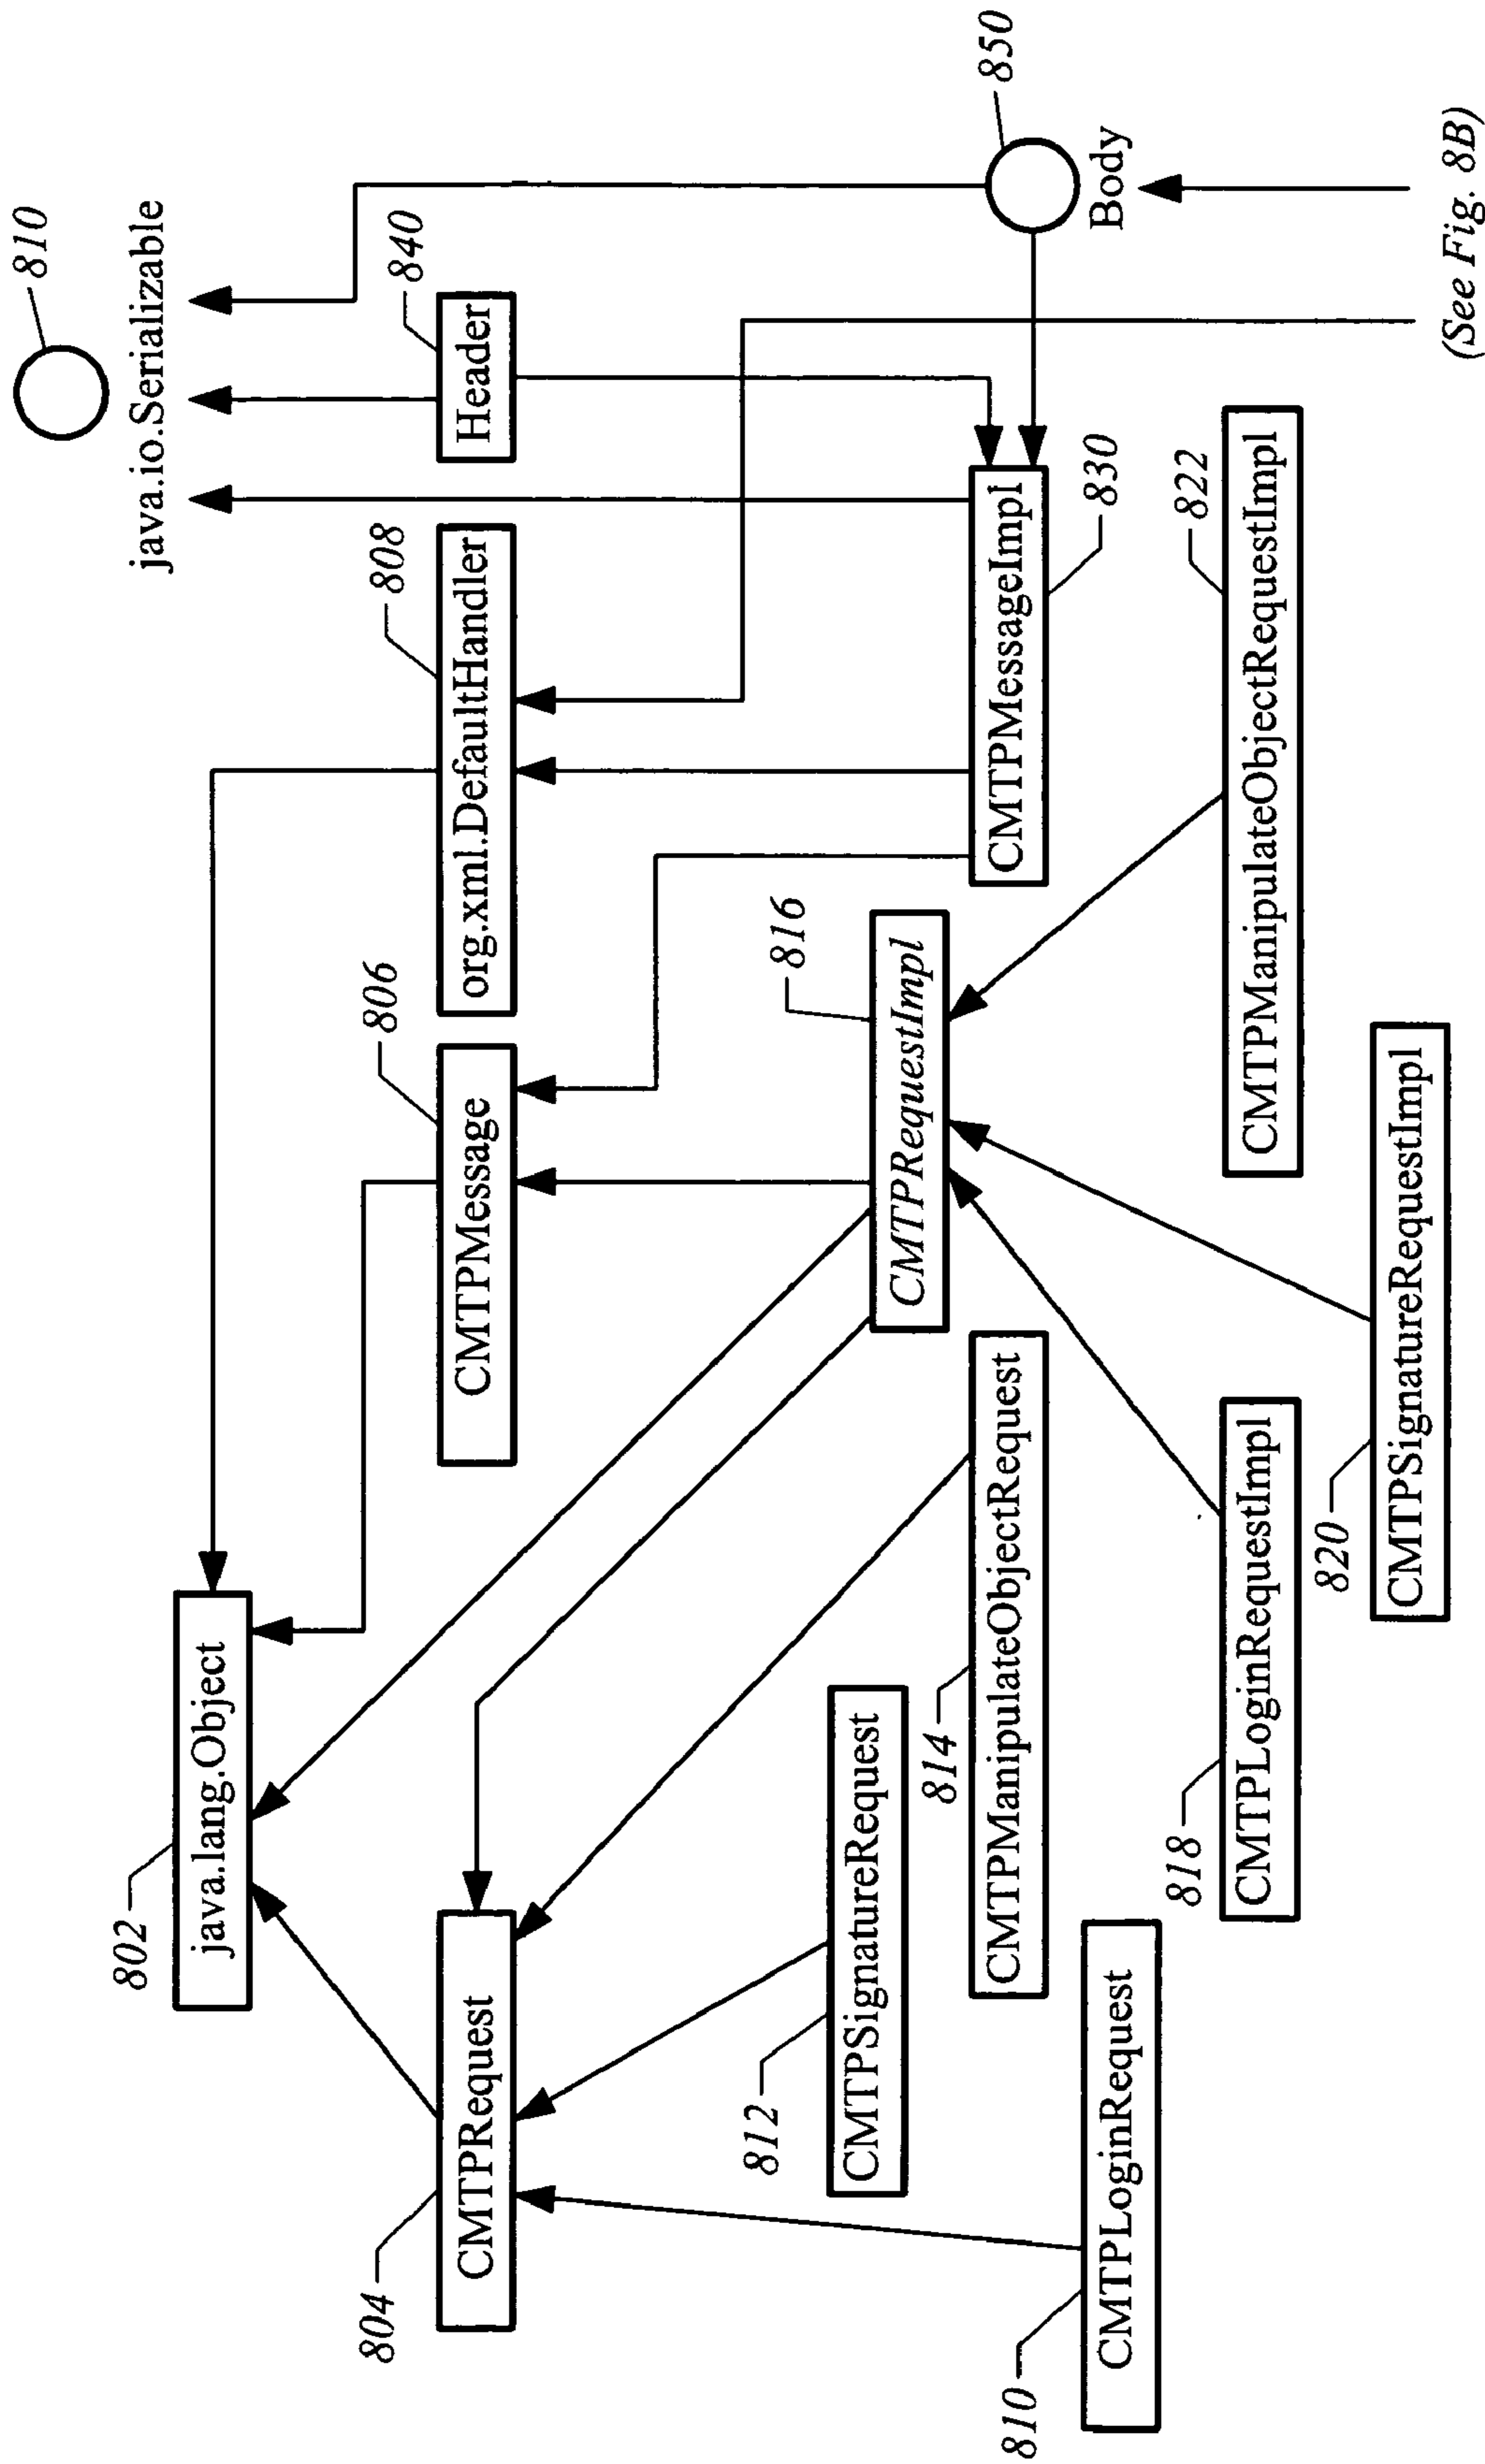 810
java.io.Serializable
802
java.lang.Object
804
CMTPRequest
806
CMTPMessage
808
org.xml.DefaultHandler
840
Header
812
CMTPSignatureRequest
816
CMTPRequestImpl
814
CMTPManipulateObjectRequest
CMTPMessageImpl
830
850
Body
810
CMTPLoginRequest
818
CMTPLoginRequestImpl
822
CMTPManipulateObjectRequestImpl
820
CMTPSignatureRequestImpl
(See Fig. 8B)